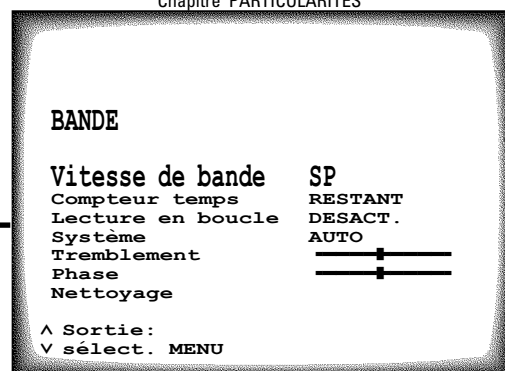 Chapitre PARTICULARITES
BANDE
Vitesse de bande SP
Compteur temps RESTANT
Lecture en boucle DESACT.
Système AUTO
Tremblement
Phase
Nettoyage
^ Sortie:
v sélect. MENU